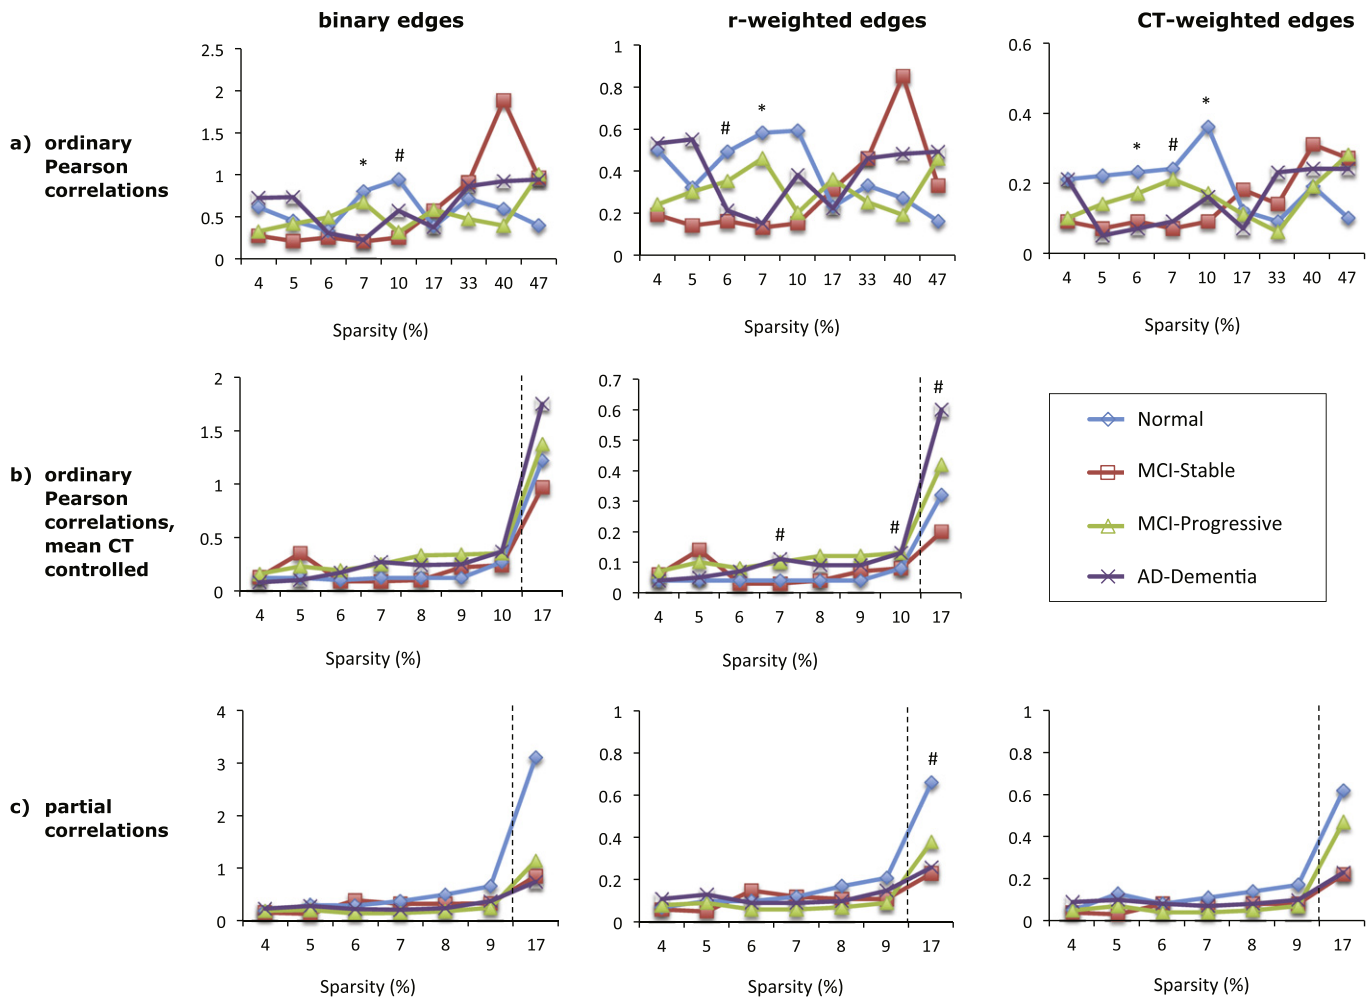 binary edges
r-weighted edges
CT-weighted edges
a) ordinary
Pearson
correlations
2.5
2
1.5
1
0.5
0
*
#
4 5 6 7 10 17 33 40 47
Sparsity (%)
1
0.8
0.6
0.4
0.2
0
#
*
4 5 6 7 10 17 33 40 47
Sparsity (%)
0.6
0.4
0.2
0
*
#
*
4 5 6 7 10 17 33 40 47
Sparsity (%)
b) ordinary
Pearson
correlations,
mean CT
controlled
2
1.5
1
0.5
0
4 5 6 7 8 9 10 17
Sparsity (%)
0.7
0.6
0.5
0.4
0.3
0.2
0.1
0
#
#
#
4 5 6 7 8 9 10 17
Sparsity (%)
Normal
MCI-Stable
MCI-Progressive
AD-Dementia
c) partial
correlations
4
3
2
1
0
4 5 6 7 8 9 17
Sparsity (%)
1
0.8
0.6
0.4
0.2
0
#
4 5 6 7 8 9 17
Sparsity (%)
1
0.8
0.6
0.4
0.2
0
4 5 6 7 8 9 17
Sparsity (%)